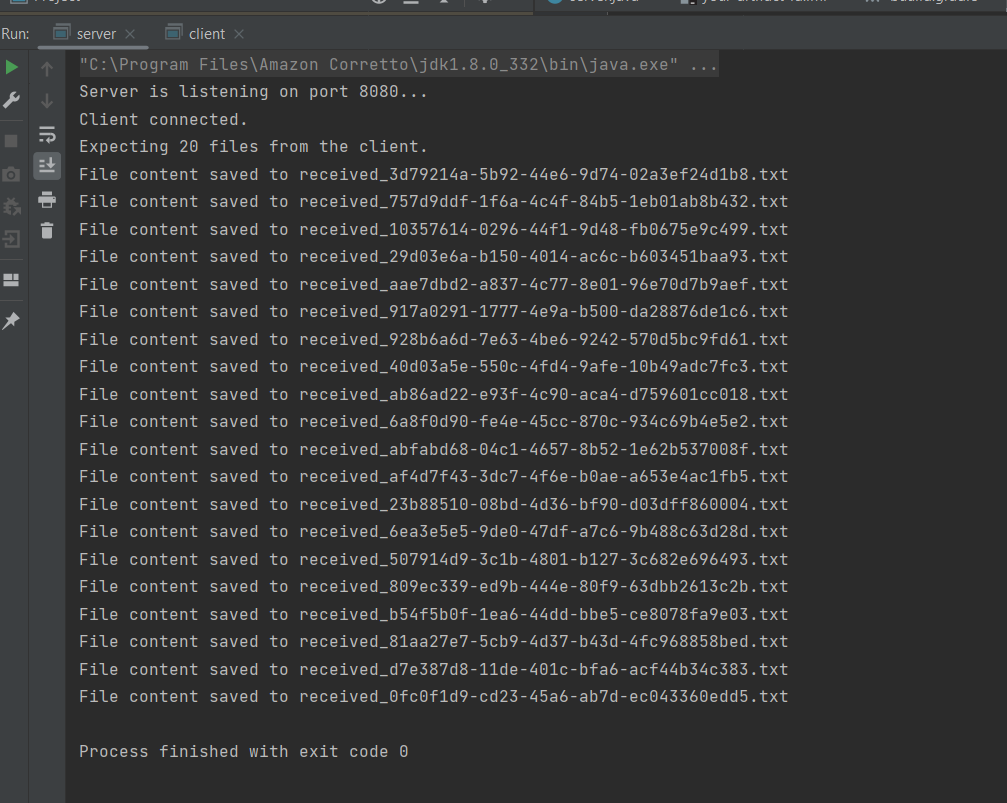 Run:
server
client
"C:\Program Files\Amazon Corretto\jdk1.8.0_332\bin\java.exe" ...
Server is listening on port 8080...
Client connected.
Expecting 20 files from the client.
File content saved to received_3d79214a-5b92-44e6-9d74-02a3ef24d1b8.txt
File content saved to received_757d9ddf-1f6a-4c4f-84b5-1eb01ab8b432.txt
File content saved to received_10357614-0296-44f1-9d48-fb0675e9c499.txt
File content saved to received_29d03e6a-b150-4014-ac6c-b603451baa93.txt
File content saved to received_aae7dbd2-a837-4c77-8e01-96e70d7b9aef.txt
File content saved to received_917a0291-1777-4e9a-b500-da28876de1c6.txt
File content saved to received_928b6a6d-7e63-4be6-9242-570d5bc9fd61.txt
File content saved to received_40d03a5e-550c-4fd4-9afe-10b49adc7fc3.txt
File content saved to received_ab86ad22-e93f-4c90-aca4-d759601cc018.txt
File content saved to received_6a8f0d90-fe4e-45cc-870c-934c69b4e5e2.txt
File content saved to received_abfabd68-04c1-4657-8b52-1e62b537008f.txt
File content saved to received_af4d7f43-3dc7-4f6e-b0ae-a653e4ac1fb5.txt
File content saved to received_23b88510-08bd-4d36-bf90-d03dff860004.txt
File content saved to received_6ea3e5e5-9de0-47df-a7c6-9b488c63d28d.txt
File content saved to received_507914d9-3c1b-4801-b127-3c682e696493.txt
File content saved to received_809ec339-ed9b-444e-80f9-63dbb2613c2b.txt
File content saved to received_b54f5b0f-1ea6-44dd-bbe5-ce8078fa9e03.txt
File content saved to received_81aa27e7-5cb9-4d37-b43d-4fc968858bed.txt
File content saved to received_d7e387d8-11de-401c-bfa6-acf44b34c383.txt
File content saved to received_0fc0f1d9-cd23-45a6-ab7d-ec043360edd5.txt
Process finished with exit code 0